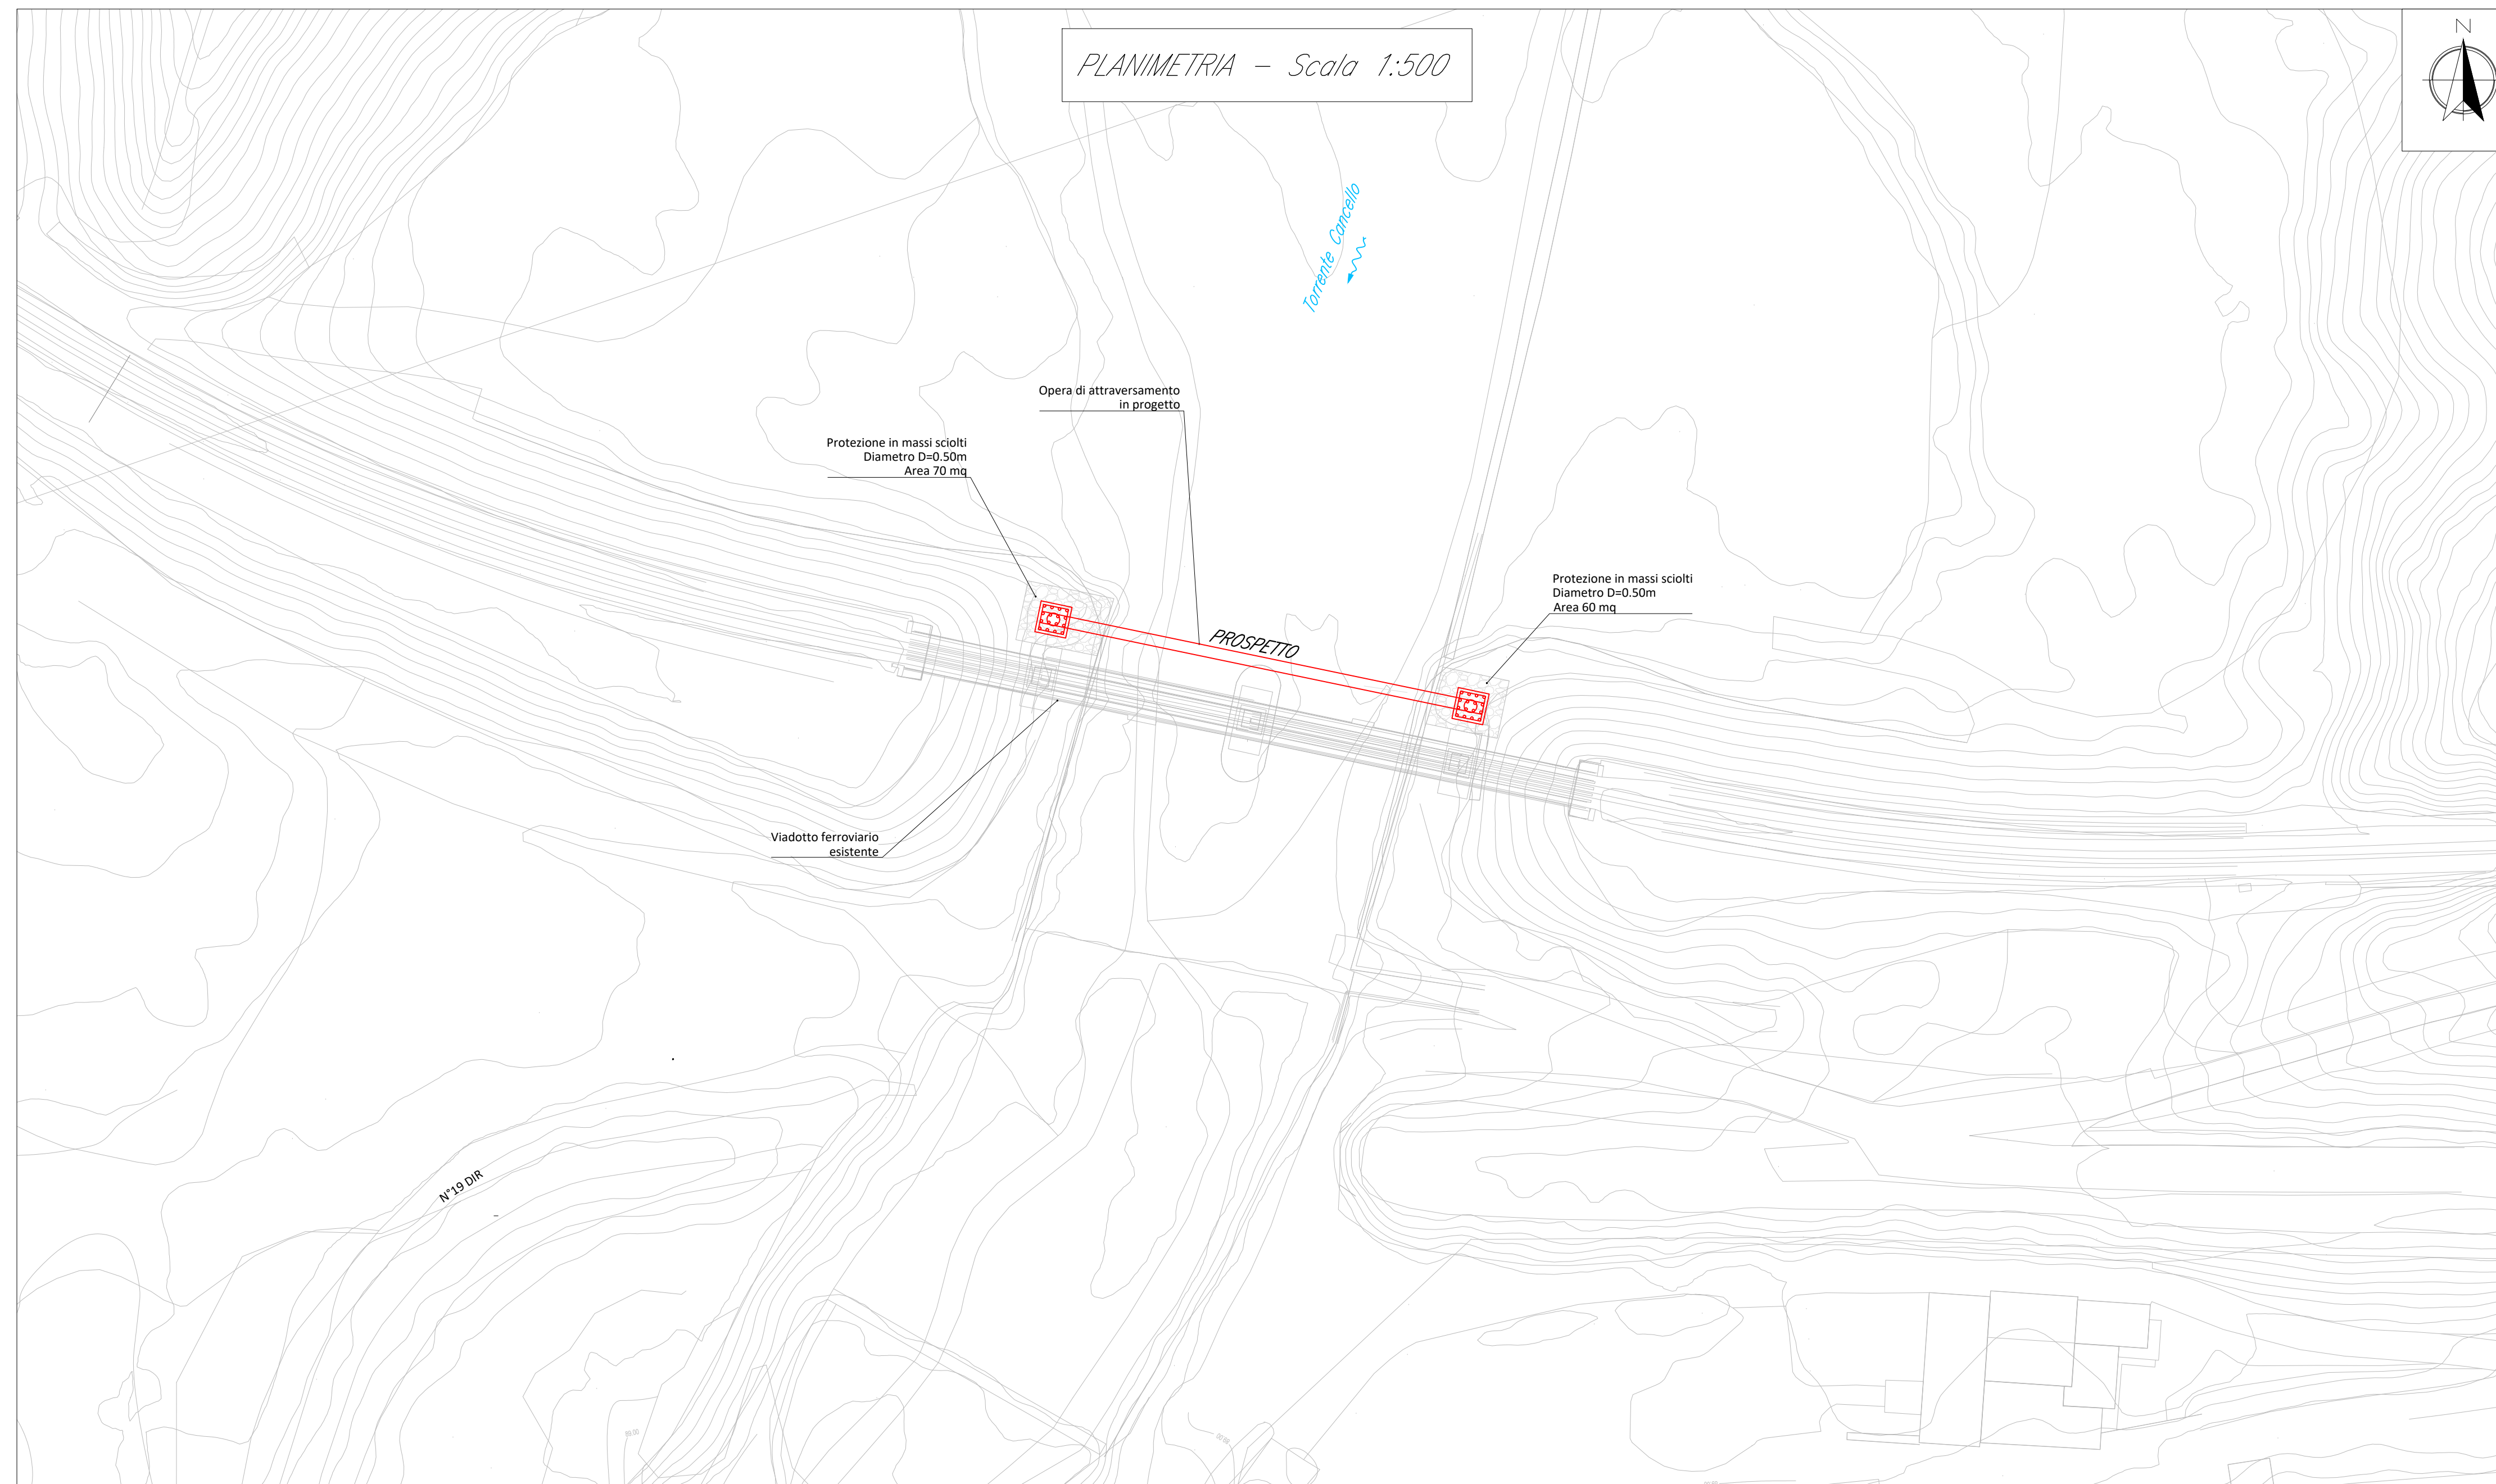 PLANIMETRIA - Scala 1:500
N
Torrente Cancello
Opera di attraversamento
in progetto
Protezione in massi sciolti
Diametro D=0.50m
Area 70 mq
Protezione in massi sciolti
Diametro D=0.50m
Area 60 mq
PROSPETTO
Viadotto ferroviario
esistente
N°19 DIR